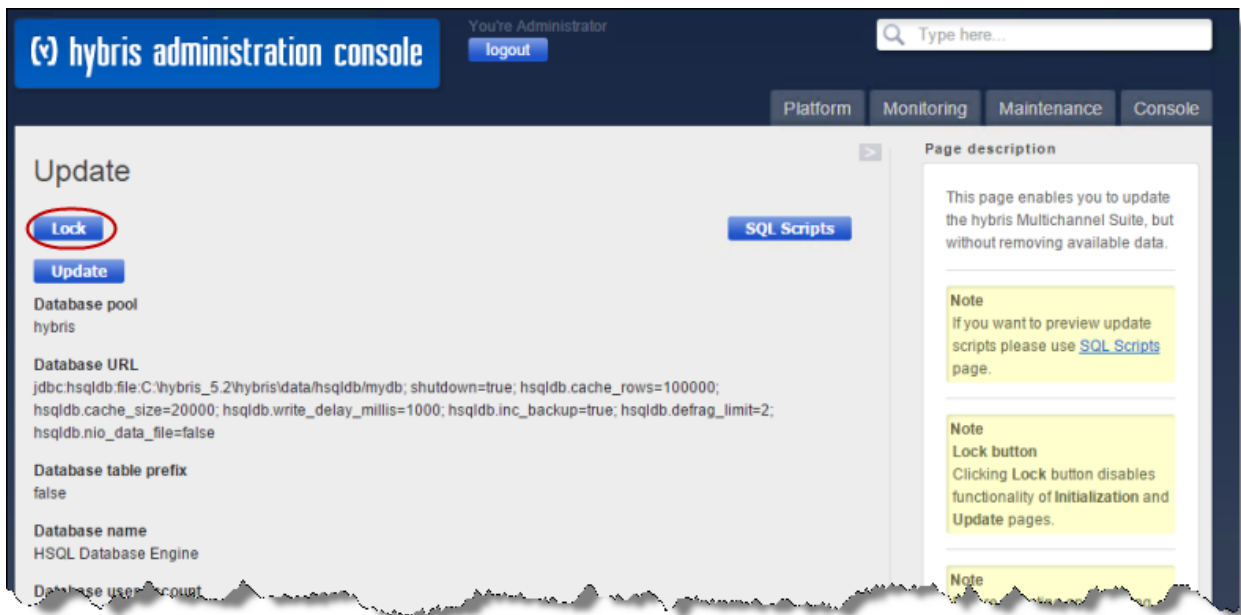 (y) hybris administration console
You're Administrator
logout
Type here...
Platform
Monitoring
Maintenance
Console
Update
Lock
SQL Scripts
Update
Database pool
hybris
Database URL
jdbc:hsqldb:file:C:\hybris_5.2\hybris\data/hsqldb/mydb; shutdown=true; hsqldb.cache_rows=100000;
hsqldb.cache_size=20000; hsqldb.write_delay_millis=1000; hsqldb.inc_backup=true; hsqldb.defrag_limit=2;
hsqldb.nio_data_file=false
Database table prefix
false
Database name
HSQL Database Engine
Database user account
>
Page description
This page enables you to update
the hybris Multichannel Suite, but
without removing available data.
Note
If you want to preview update
scripts please use SQL Scripts
page.
Note
Lock button
Clicking Lock button disables
functionality of Initialization and
Update pages.
Note